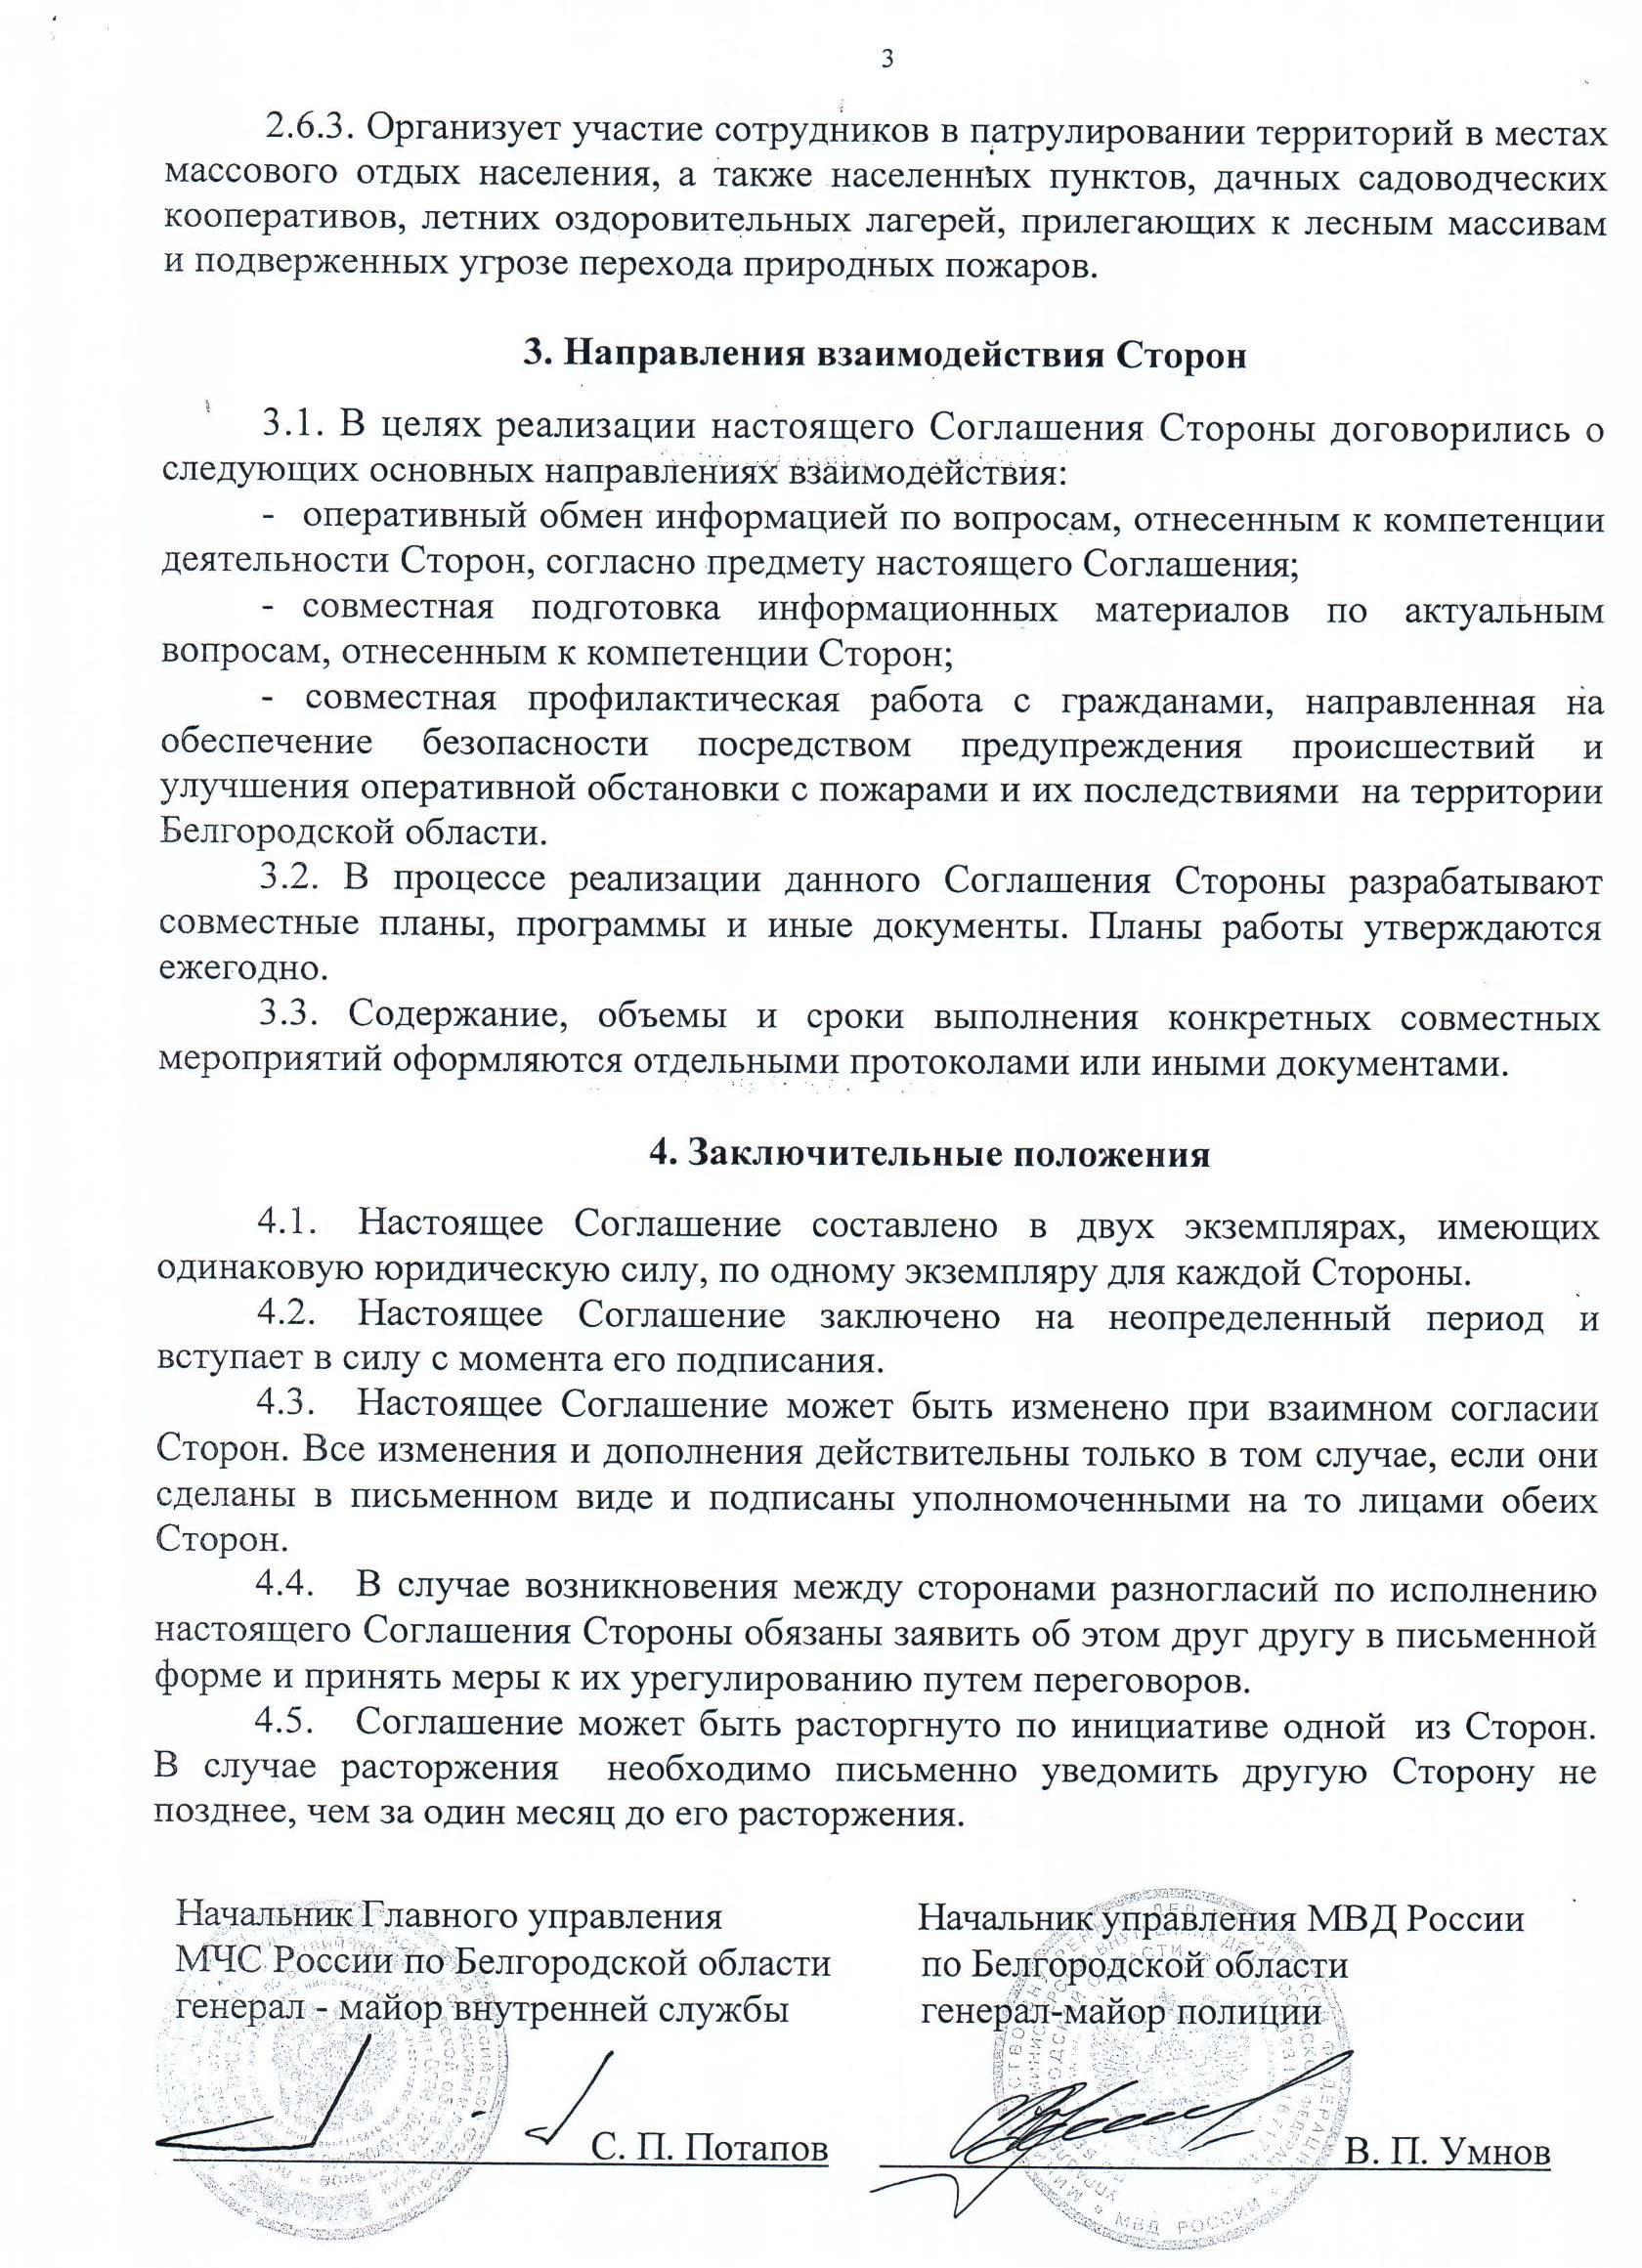 3
2.6.3. Организует участие сотрудников в патрулировании территорий в местах
массового отдых населения, а также населенных пунктов, дачных садоводческих
кооперативов, летних оздоровительных лагерей, прилегающих к лесным массивам
и подверженных угрозе перехода природных пожаров.
3. Направления взаимодействия Сторон
3.1. В целях реализации настоящего Соглашения Стороны договорились о
следующих основных направлениях взаимодействия:
- оперативный обмен информацией по вопросам, отнесенным к компетенции
деятельности Сторон, согласно предмету настоящего Соглашения;
- совместная подготовка информационных материалов по актуальным
вопросам, отнесенным к компетенции Сторон;
- совместная профилактическая работа с гражданами, направленная на
обеспечение безопасности посредством предупреждения происшествий и
улучшения оперативной обстановки с пожарами и их последствиями на территории
Белгородской области.
3.2. В процессе реализации данного Соглашения Стороны разрабатывают
совместные планы, программы и иные документы. Планы работы утверждаются
ежегодно.
3.3. Содержание, объемы и сроки выполнения конкретных совместных
мероприятий оформляются отдельными протоколами или иными документами.
4. Заключительные положения
4.1. Настоящее Соглашение составлено в двух экземплярах, имеющих
одинаковую юридическую силу, по одному экземпляру для каждой Стороны.
4.2. Настоящее Соглашение заключено на неопределенный период и
вступает в силу с момента его подписания.
4.3. Настоящее Соглашение может быть изменено при взаимном согласии
Сторон. Все изменения и дополнения действительны только в том случае, если они
сделаны в письменном виде и подписаны уполномоченными на то лицами обеих
Сторон.
4.4. В случае возникновения между сторонами разногласий по исполнению
настоящего Соглашения Стороны обязаны заявить об этом друг другу в письменной
форме и принять меры к их урегулированию путем переговоров.
4.5. Соглашение может быть расторгнуто по инициативе одной из Сторон.
В случае расторжения необходимо письменно уведомить другую Сторону не
позднее, чем за один месяц до его расторжения.
Начальник Главного управления
МЧС России по Белгородской области
генерал - майор внутренней службы
С. П. Потапов
Начальник управления МВД России
по Белгородской области
генерал-майор полиции
В. П. Умнов
МВД РОССИИ